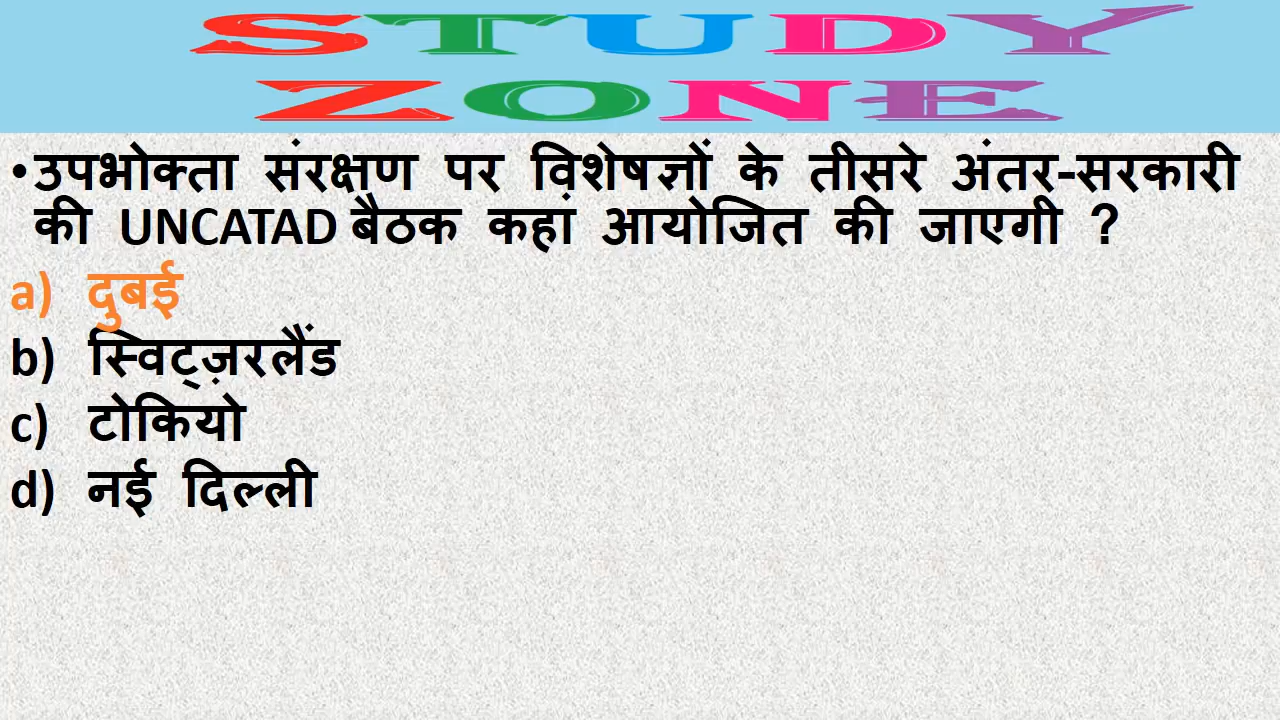 STUDY
ZONE
•उपभोक्ता संरक्षण पर विशेषज्ञों के तीसरे अंतर-सरकारी
की UNCATAD बैठक कहां आयोजित की जाएगी ?
a) दुबई
b) स्विट्ज़रलैंड
c) टोकियो
d) नई दिल्ली